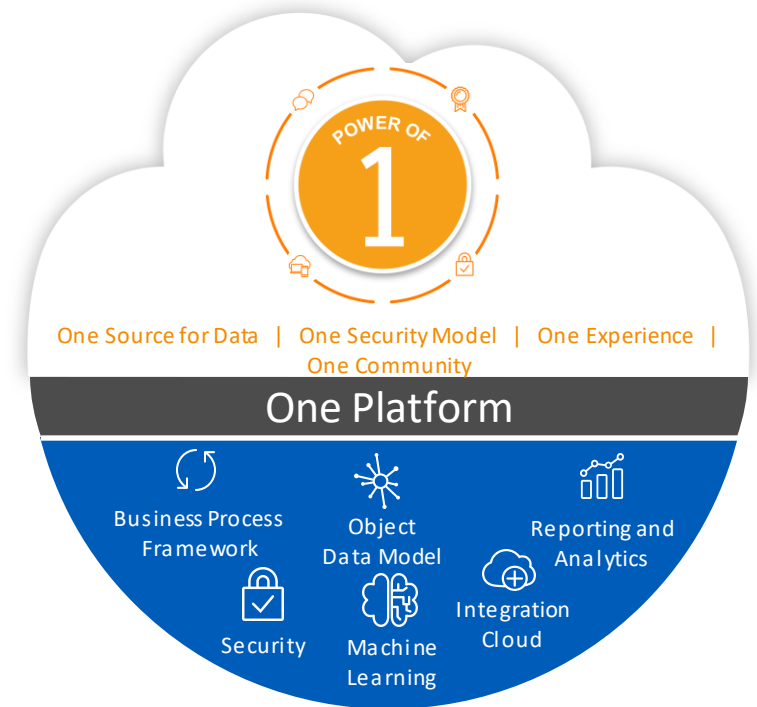 POWER OF
1
One Source for Data | One Security Model | One Experience |
One Community
One Platform
Business Process
Framework
Object
Data Model
Reporting and
Analytics
Security
Machine
Learning
Integration
Cloud